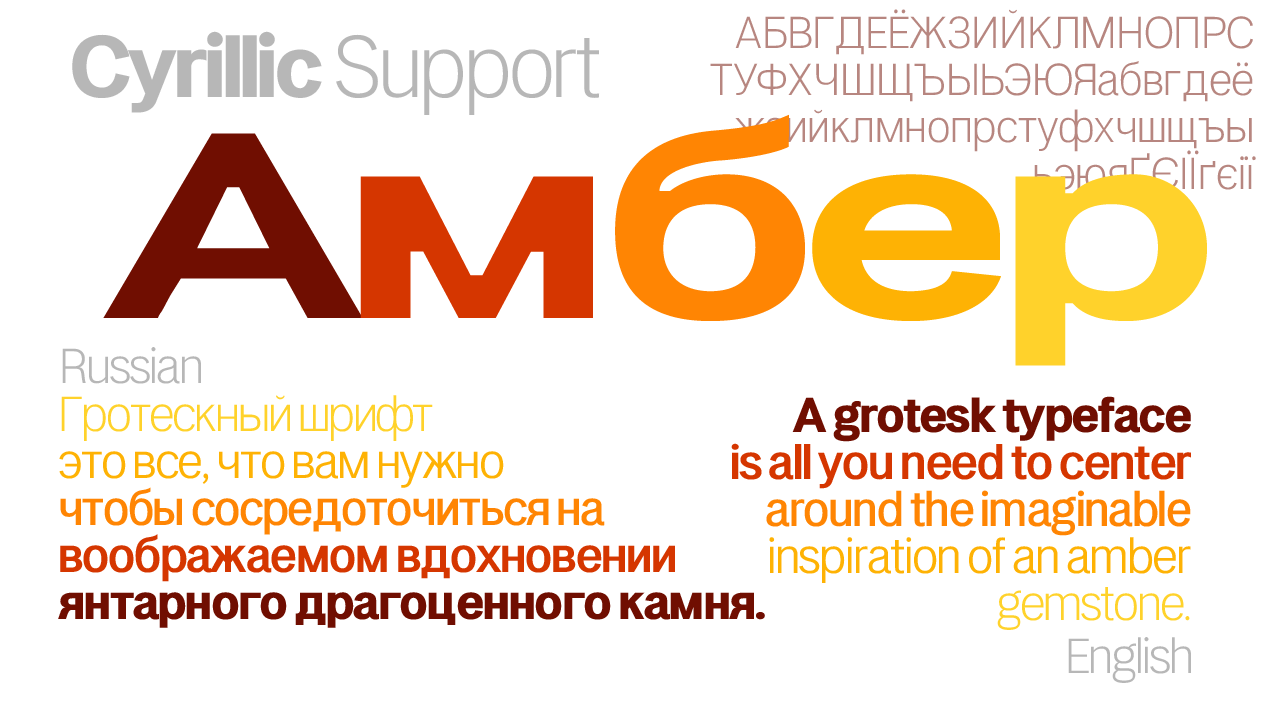 Cyrillic Support
АБВГДЕЁЖЗИЙКЛМНОПРС
ТУФХЧШЩЪЫЬЭЮЯабвгдеё
жзийклмнопрстуфхчшщъы
ьэюяҐЄІЇґєії
Амбер
Russian
Гротескный шрифт
это все, что вам нужно
чтобы сосредоточиться на
воображаемом вдохновении
янтарного драгоценного камня.
A grotesk typeface
is all you need to center
around the imaginable
inspiration of an amber
gemstone.
English